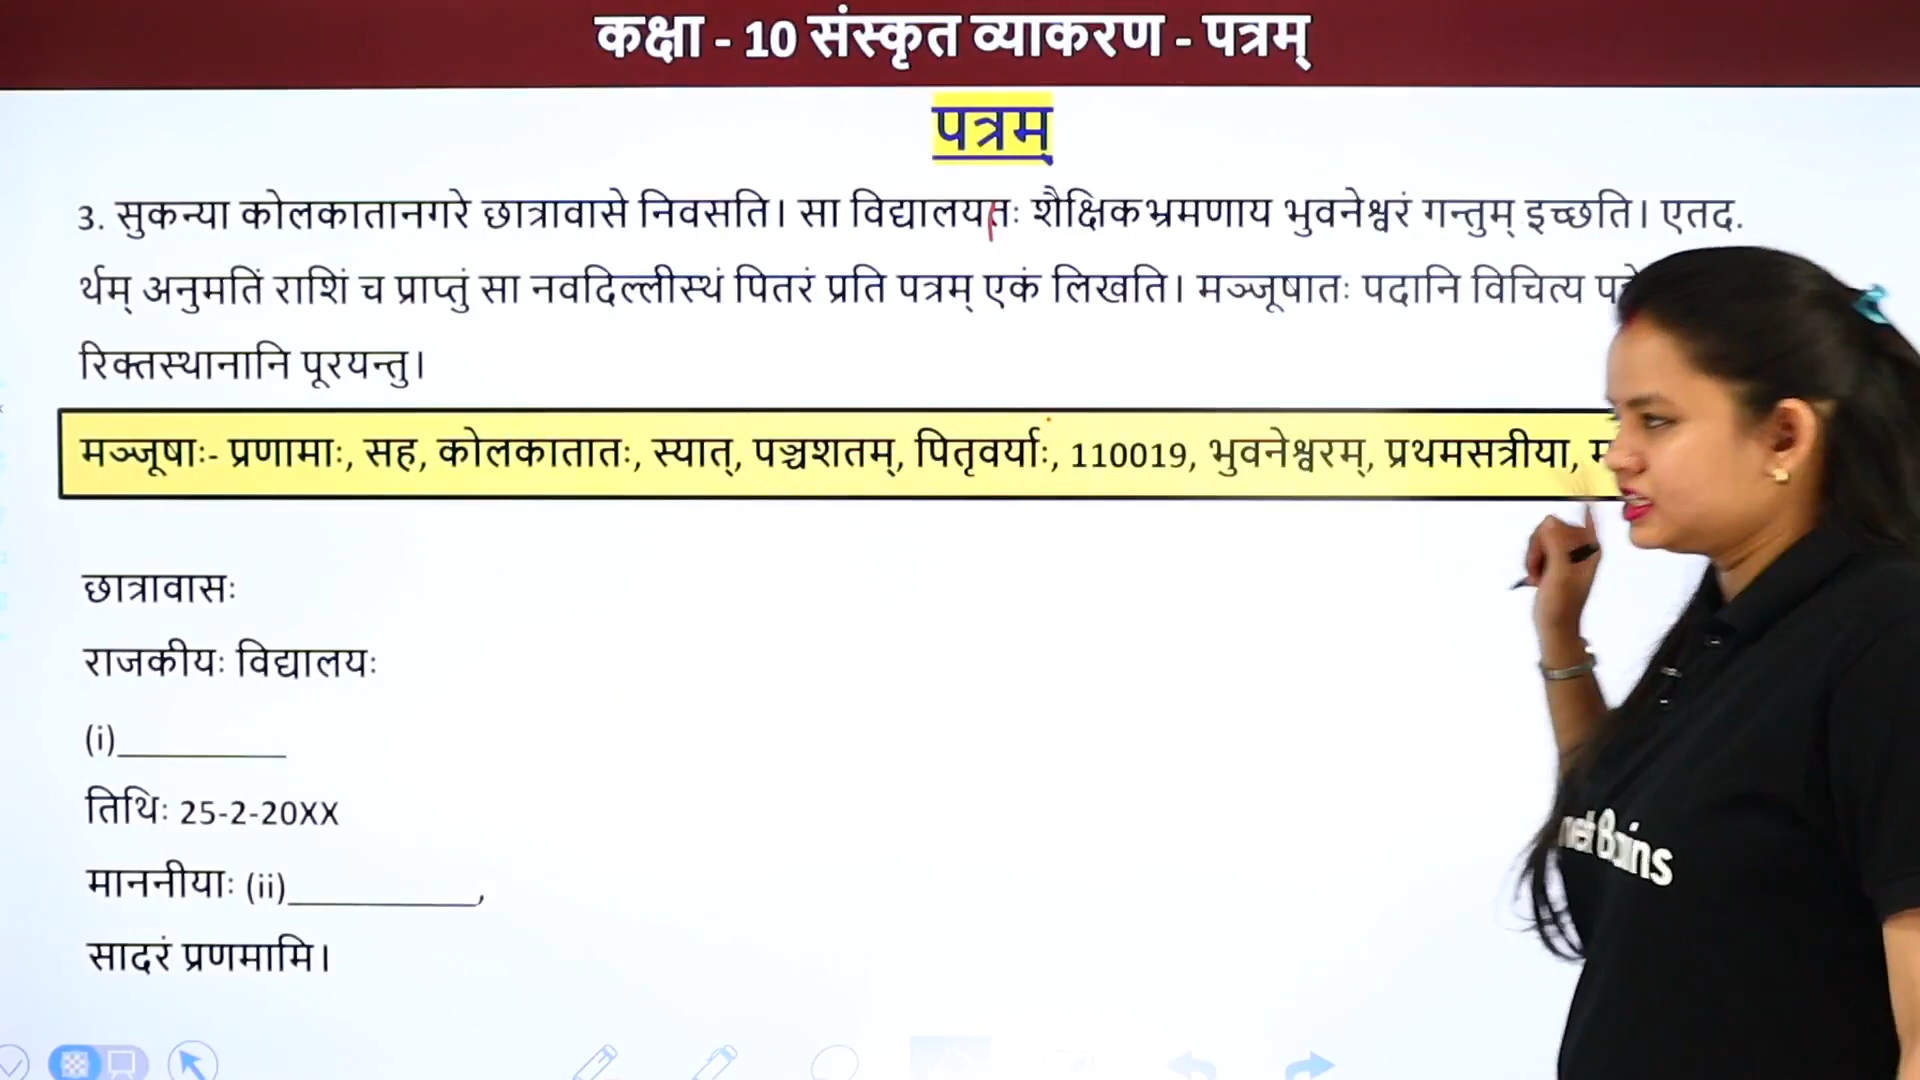 कक्षा - 10 संस्कृत व्याकरण - पत्रम्
पत्रम्
3. सुकन्या कोलकातानगरे छात्रावासे निवसति। सा विद्यालयतः शैक्षिकभ्रमणाय भुवनेश्वरं गन्तुम् इच्छति। एतद.
र्थम् अनुमतिं राशिं च प्राप्तुं सा नवदिल्लीस्थं पितरं प्रति पत्रम् एकं लिखति। मञ्जूषातः पदानि विचित्य
रिक्तस्थानानि पूरयन्तु।
मञ्जूषाः- प्रणामाः, सह, कोलकातातः, स्यात्, पञ्चशतम्, पितृवर्याः, 110019, भुवनेश्वरम्, प्रथमसत्रीया,
छात्रावासः
राजकीयः विद्यालयः
(i)__________
तिथिः 25-2-20XX
माननीयाः (ii)___________,
सादरं प्रणमामि।